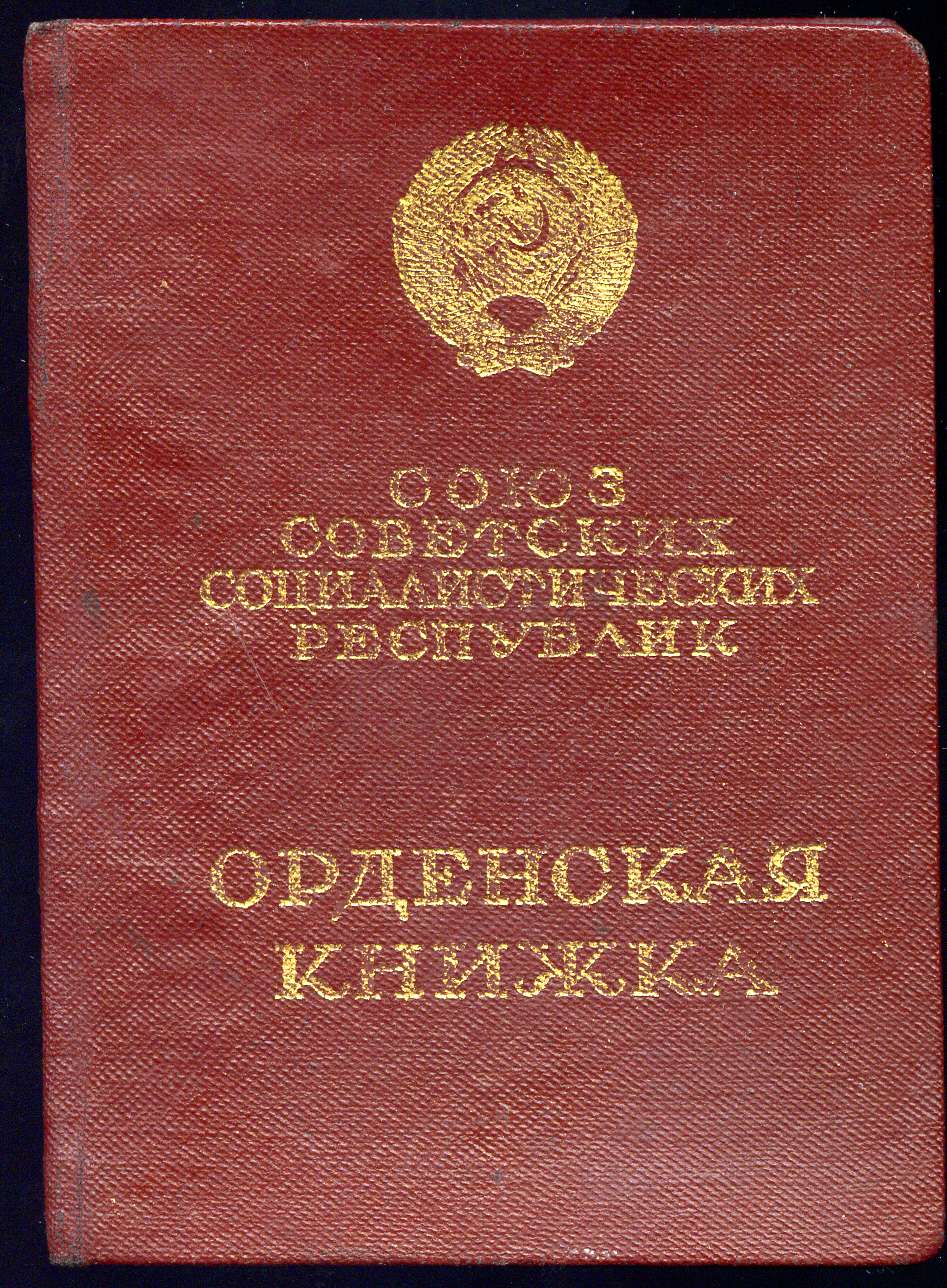 СОЮЗ
СОВЕТСКИХ
СОЦИАЛИСТИЧЕСКИХ
РЕСПУБЛИК
ОРДЕНСКАЯ
КНИЖКА